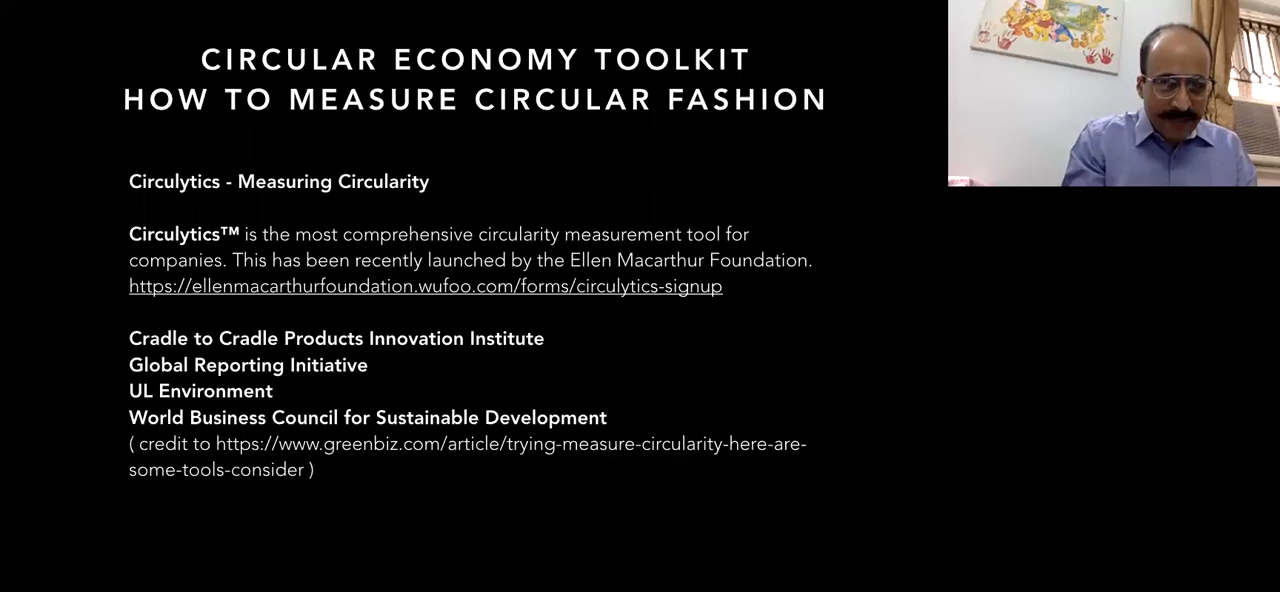 CIRCULAR ECONOMY TOOLKIT
HOW TO MEASURE CIRCULAR FASHION
Circulytics - Measuring Circularity
Circulytics™ is the most comprehensive circularity measurement tool for
companies. This has been recently launched by the Ellen Macarthur Foundation.
https://ellenmacarthurfoundation.wufoo.com/forms/circulytics-signup
Cradle to Cradle Products Innovation Institute
Global Reporting Initiative
UL Environment
World Business Council for Sustainable Development
( credit to https://www.greenbiz.com/article/trying-measure-circularity-here-are-
some-tools-consider )